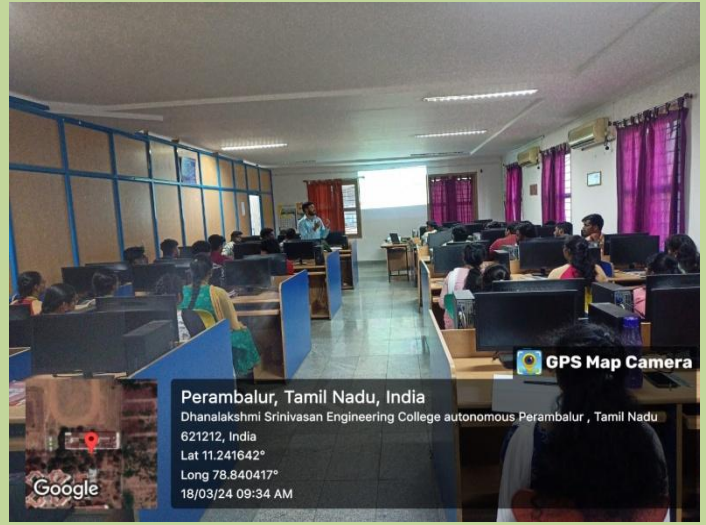 GPS Map Camera
Perambalur, Tamil Nadu, India
Dhanalakshmi Srinivasan Engineering College autonomous Perambalur , Tamil Nadu
621212, India
Lat 11.241642°
Long 78.840417°
18/03/24 09:34 AM
Google